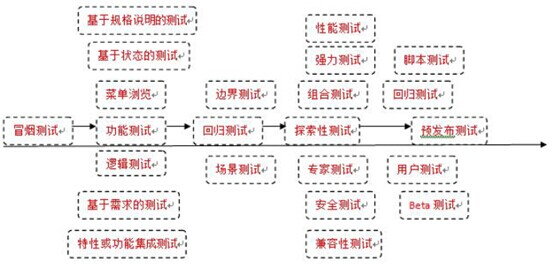 基于规格说明的测试
性能测试
基于状态的测试
强力测试
脚本测试
菜单浏览
边界测试
组合测试
回归测试
冒烟测试
功能测试
回归测试
探索性测试
预发布测试
逻辑测试
场景测试
专家测试
用户测试
基于需求的测试
安全测试
Beta 测试
特性或功能集成测试
兼容性测试